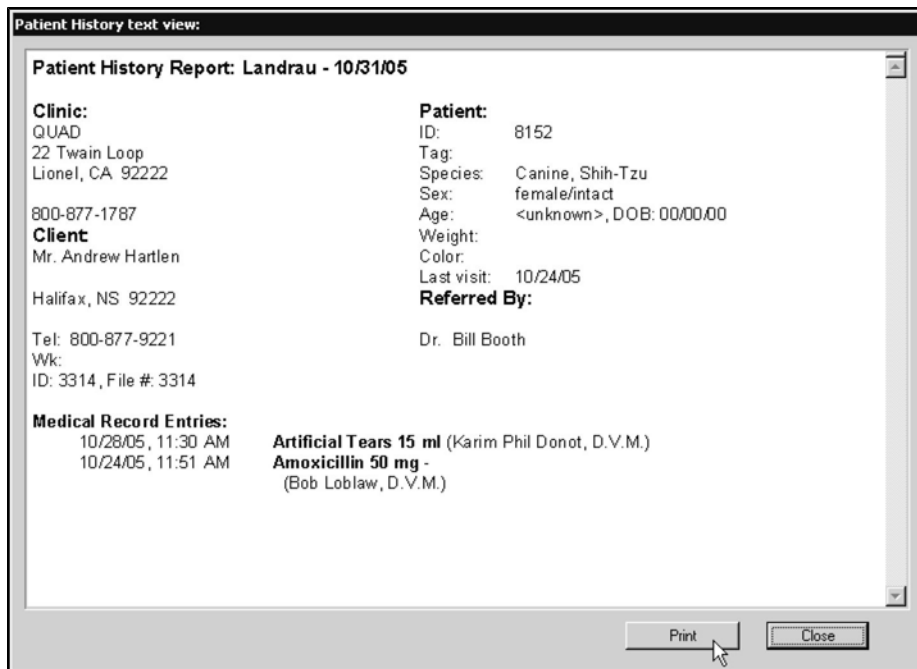 Patient History text view:
Patient History Report: Landrau - 10/31/05
Clinic:
QUAD
22 Twain Loop
Lionel, CA 92222
800-877-1787
Client:
Mr. Andrew Hartlen
Halifax, NS 92222
Tel: 800-877-9221
Wk:
ID: 3314, File #: 3314
Patient:
ID: 8152
Tag:
Species: Canine, Shih-Tzu
Sex: female/intact
Age: <unknown>, DOB: 00/00/00
Weight:
Color:
Last visit: 10/24/05
Referred By:
Dr. Bill Booth
Medical Record Entries:
10/28/05, 11:30 AM Artificial Tears 15 ml (Karim Phil Donot, D.V.M.)
10/24/05, 11:51 AM Amoxicillin 50 mg -
(Bob Loblaw, D.V.M.)
Print Close